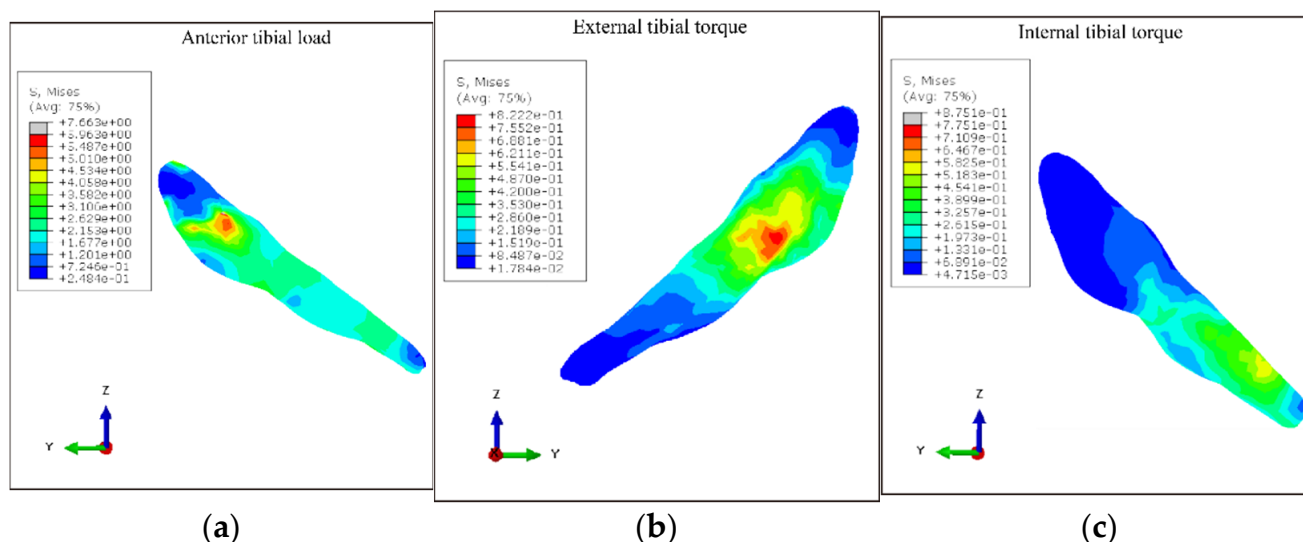 Anterior tibial load
S, Mises
(Avg: 75%)
+7.663e+00
+5.963e+00
+5.487e+00
+5.010e+00
+4.534e+00
+4.058e+00
+3.582e+00
+3.106e+00
+2.629e+00
+2.153e+00
+1.677e+00
+1.201e+00
+7.246e-01
+2.484e-01
Z
Y
(a)
External tibial torque
S, Mises
(Avg: 75%)
+8.222e-01
+7.552e-01
+6.881e-01
+6.211e-01
+5.541e-01
+4.870e-01
+4.200e-01
+3.530e-01
+2.860e-01
+2.189e-01
+1.519e-01
+8.487e-02
+1.784e-02
Z
X
Y
(b)
Internal tibial torque
S, Mises
(Avg: 75%)
+8.751e-01
+7.751e-01
+7.109e-01
+6.467e-01
+5.825e-01
+5.183e-01
+4.541e-01
+3.899e-01
+3.257e-01
+2.615e-01
+1.973e-01
+1.331e-01
+6.891e-02
+4.715e-03
Z
Y
(c)